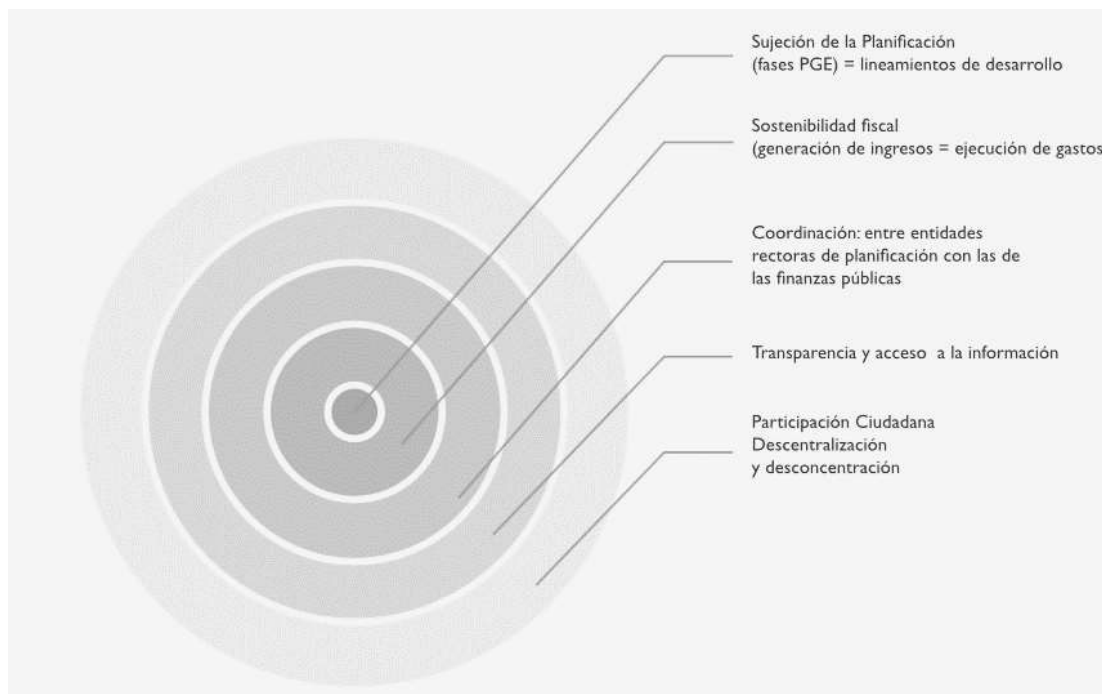 Sujeción de la Planificación
(fases PGE) = lineamientos de desarrollo
Sostenibilidad fiscal
(generación de ingresos = ejecución de gastos
Coordinación: entre entidades
rectoras de planificación con las de
las finanzas públicas
Transparencia y acceso a la información
Participación Ciudadana
Descentralización
y desconcentración